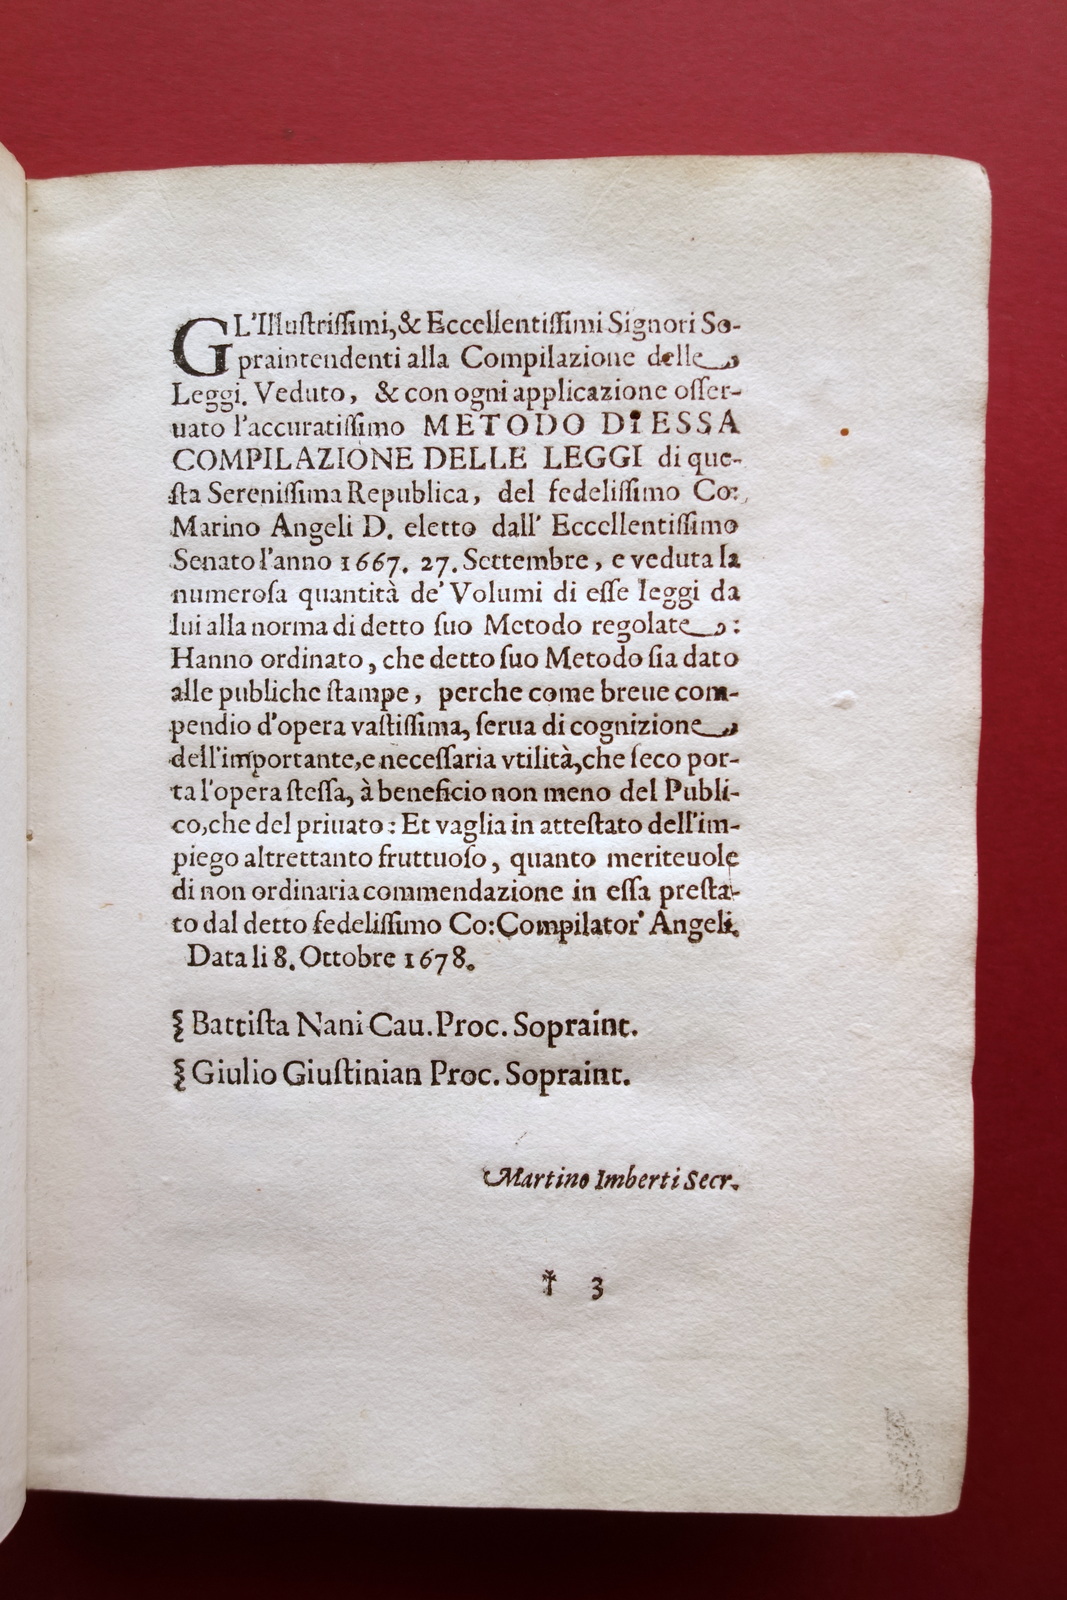 GL'Illuſtriſſimi, & Eccellentiſſimi Signori So-
praintendenti alla Compilazione delle
Leggi. Veduto, & con ogni applicazione oſſer-
uato l'accuratiſſimo METODO DI ESSA
COMPILAZIONE DELLE LEGGI di que-
ſta Sereniſſima Republica, del fedeliſſimo Co:
Marino Angeli D. eletto dall' Eccellentiſſimo
Senato l'anno 1667. 27. Settembre, e veduta la
numeroſa quantità de' Volumi di eſſe leggi da
lui alla norma di detto ſuo Metodo regolate:
Hanno ordinato, che detto ſuo Metodo ſia dato
alle publiche ſtampe, perche come breue com-
pendio d'opera vaſtiſſima, ſerua di cognizione
dell'importante, e neceſſaria vtilità, che ſeco por-
ta l'opera ſteſſa, à beneficio non meno del Publi-
co, che del priuato: Et vaglia in atteſtato dell'im-
piego altrettanto fruttuoſo, quanto meriteuole
di non ordinaria commendazione in eſſa preſta-
to dal detto fedeliſſimo Co: Compilator' Angeli.
Data li 8. Ottobre 1678.
Battiſta Nani Cau. Proc. Sopraint.
Giulio Giuſtinian Proc. Sopraint.
Martino Imberti Secr.
† 3